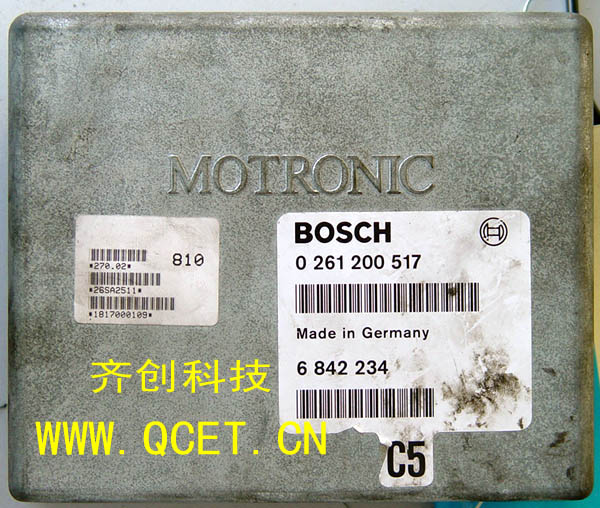 MOTRONIC
810
*270.02*
*26SA2511*
*1817000109*
BOSCH
0 261 200 517
Made in Germany
6 842 234
C5
齐创科技
WWW.QCET.CN